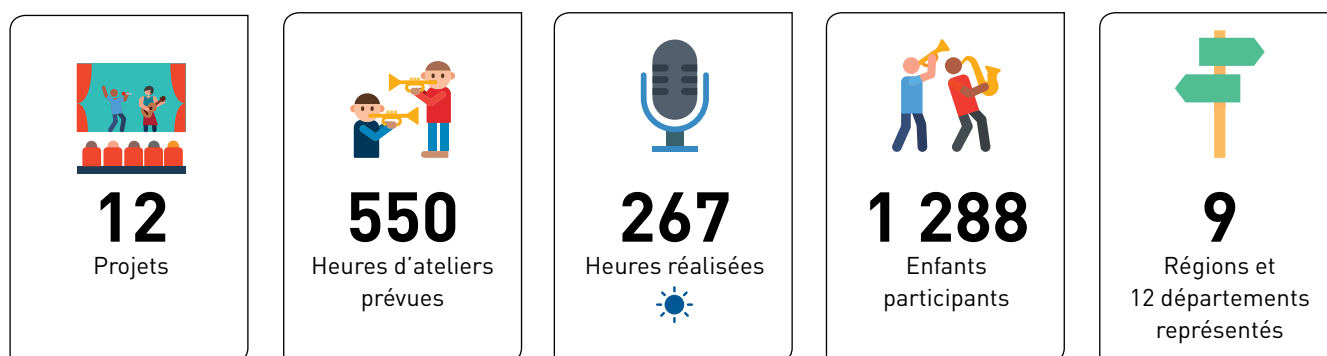 12
Projets
550
Heures d'ateliers
prévues
267
Heures réalisées
1 288
Enfants
participants
9
Régions et
12 départements
représentés